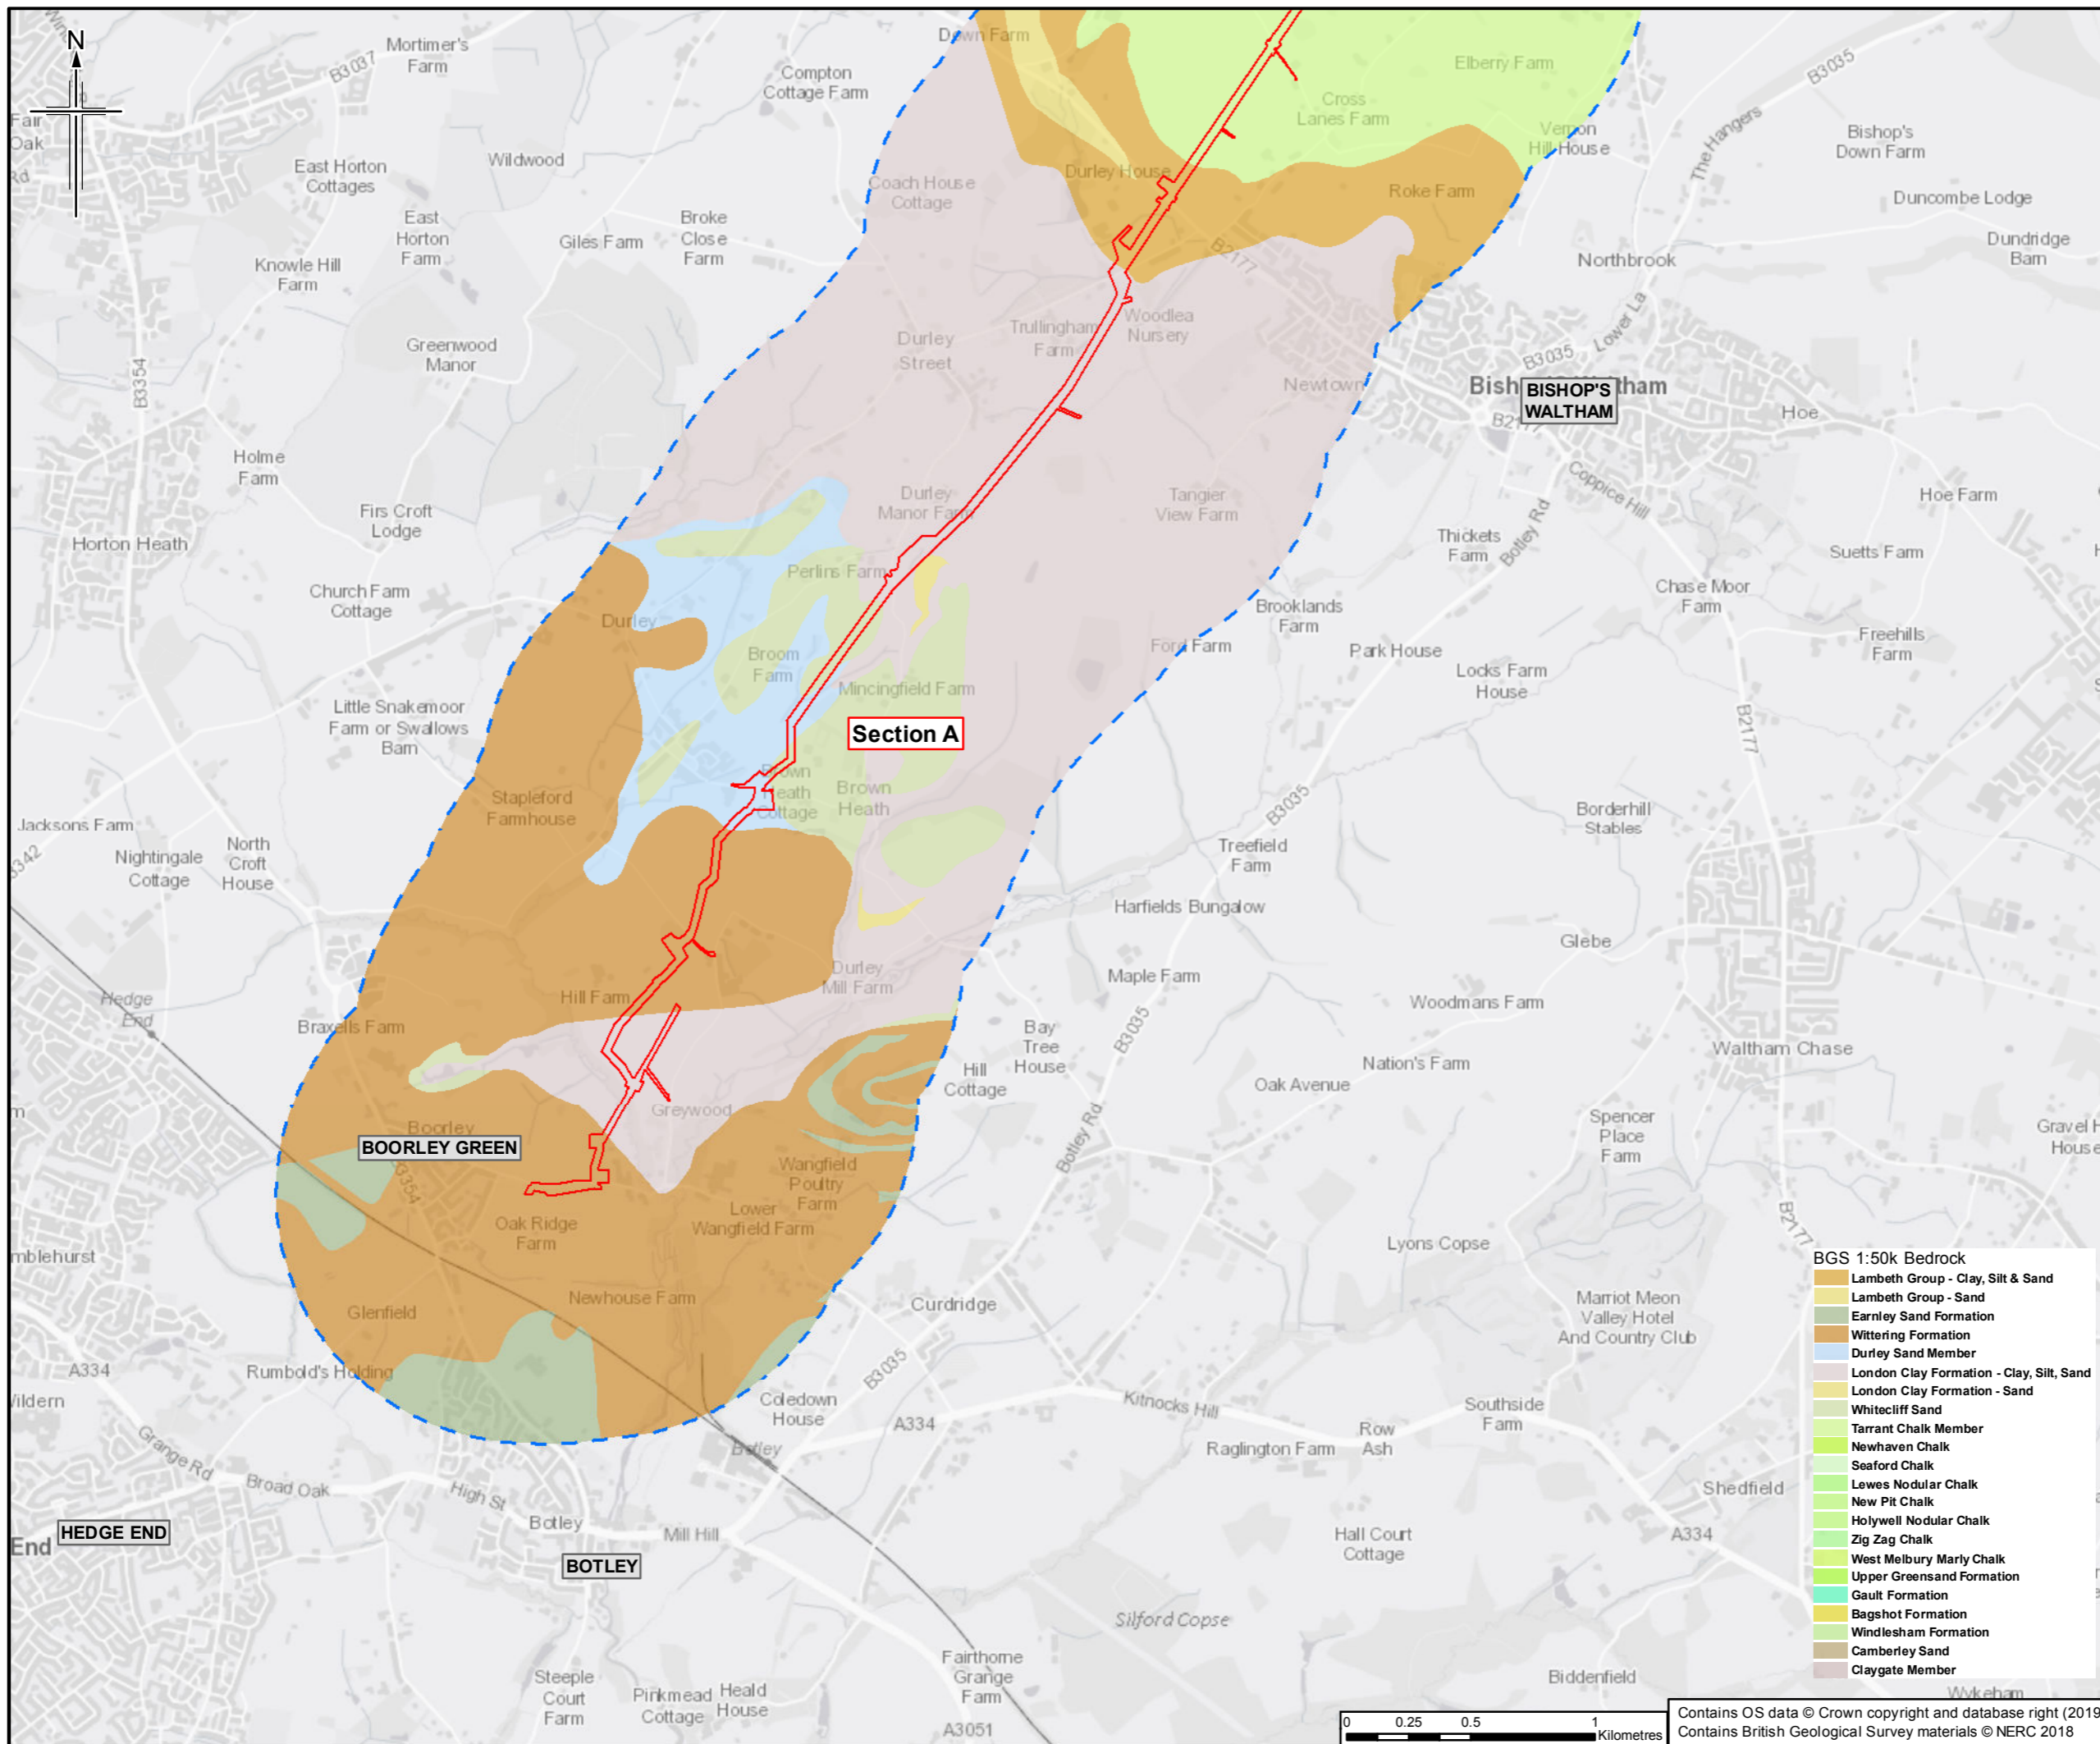 N
Mortimer's
Farm
B3037
Down Farm
Compton
Cottage Farm
Elberry Farm
B3035
Cross
Lanes Farm
Fair
Oak
Rd
Vernon
Hill House
The Hangers
Bishop's
Down Farm
East Horton
Cottages
Wildwood
Durley House
Coach House
Cottage
Roke Farm
Duncombe Lodge
East
Horton
Farm
Giles Farm
Broke
Close
Farm
B2177
Dundridge
Barn
Knowle Hill
Farm
Northbrook
Greenwood
Manor
Durley
Street
Trullingham
Farm
Woodlea
Nursery
Lower La
B3035
B3354
Newtown
BISHOP'S
WALTHAM
Hoe
Holme
Farm
Coppice Hill
Durley
Manor Farm
Tangier
View Farm
Hoe Farm
Firs Croft
Lodge
Horton Heath
Thickets
Farm
Botley Rd
Suetts Farm
Perlins Farm
Church Farm
Cottage
Chase Moor
Farm
Durley
Brooklands
Farm
Freehills
Farm
Ford Farm
Broom
Farm
Park House
Locks Farm
House
Mincingfield Farm
Little Snakemoor
Farm or Swallows
Barn
B2177
Section A
Brown
Heath
Cottage
Brown
Heath
Stapleford
Farmhouse
B3035
Borderhill
Stables
Jacksons Farm
Nightingale
Cottage
North
Croft
House
Treefield
Farm
Harfields Bungalow
Glebe
Durley
Mill Farm
Maple Farm
Hill Farm
Woodmans Farm
Hedge
End
Braxells Farm
Bay
Tree
House
B3035
Waltham Chase
Hill
Cottage
Nation's Farm
Oak Avenue
Greywood
Boorley
BOORLEY GREEN
Botley Rd
Spencer
Place
Farm
B3354
Wangfield
Poultry
Farm
Oak Ridge
Farm
Lower
Wangfield Farm
B2177
Lyons Copse
Newhouse Farm
Glenfield
Curdridge
Marriot Meon
Valley Hotel
And Country Club
A334
Rumbold's Holding
B3035
Coledown
House
Kitnocks Hill
Southside
Farm
A334
Grange Rd
Botley
Raglington Farm
Row
Ash
Broad Oak
High St
Shedfield
HEDGE END
End
Botley
Mill Hill
Hall Court
Cottage
A334
BOTLEY
Silford Copse
Fairthorne
Grange
Farm
Steeple
Court
Farm
Pinkmead
Cottage
Heald
House
Biddenfield
Wykeham
A3051
BGS 1:50k Bedrock
Lambeth Group - Clay, Silt & Sand
Lambeth Group - Sand
Earnley Sand Formation
Wittering Formation
Durley Sand Member
London Clay Formation - Clay, Silt, Sand
London Clay Formation - Sand
Whitecliff Sand
Tarrant Chalk Member
Newhaven Chalk
Seaford Chalk
Lewes Nodular Chalk
New Pit Chalk
Holywell Nodular Chalk
Zig Zag Chalk
West Melbury Marly Chalk
Upper Greensand Formation
Gault Formation
Bagshot Formation
Windlesham Formation
Camberley Sand
Claygate Member
0 0.25 0.5 1
Kilometres
Contains OS data © Crown copyright and database right (2019
Contains British Geological Survey materials © NERC 2018